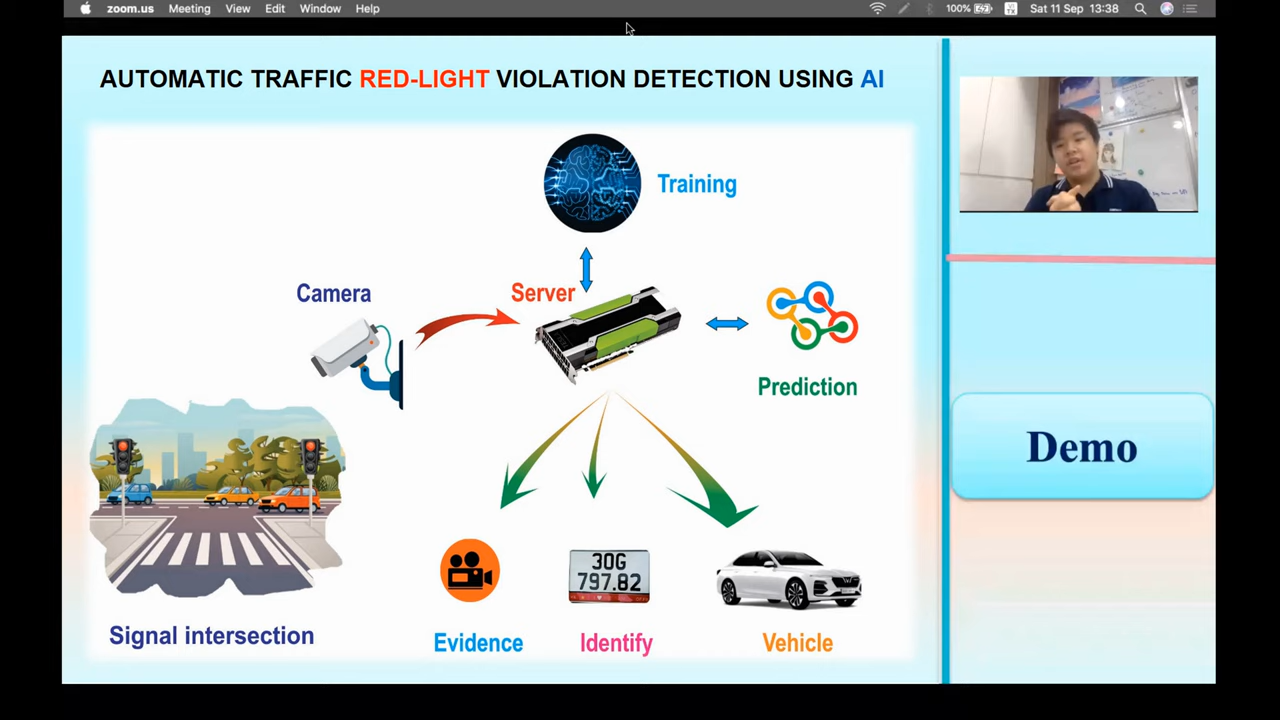 zoom.us Meeting View Edit Window Help 100% Sat 11 Sep 13:38
AUTOMATIC TRAFFIC RED-LIGHT VIOLATION DETECTION USING AI
Training
Camera
Server
Prediction
Signal intersection
30G
797.82
Evidence
Identify
Vehicle
Demo